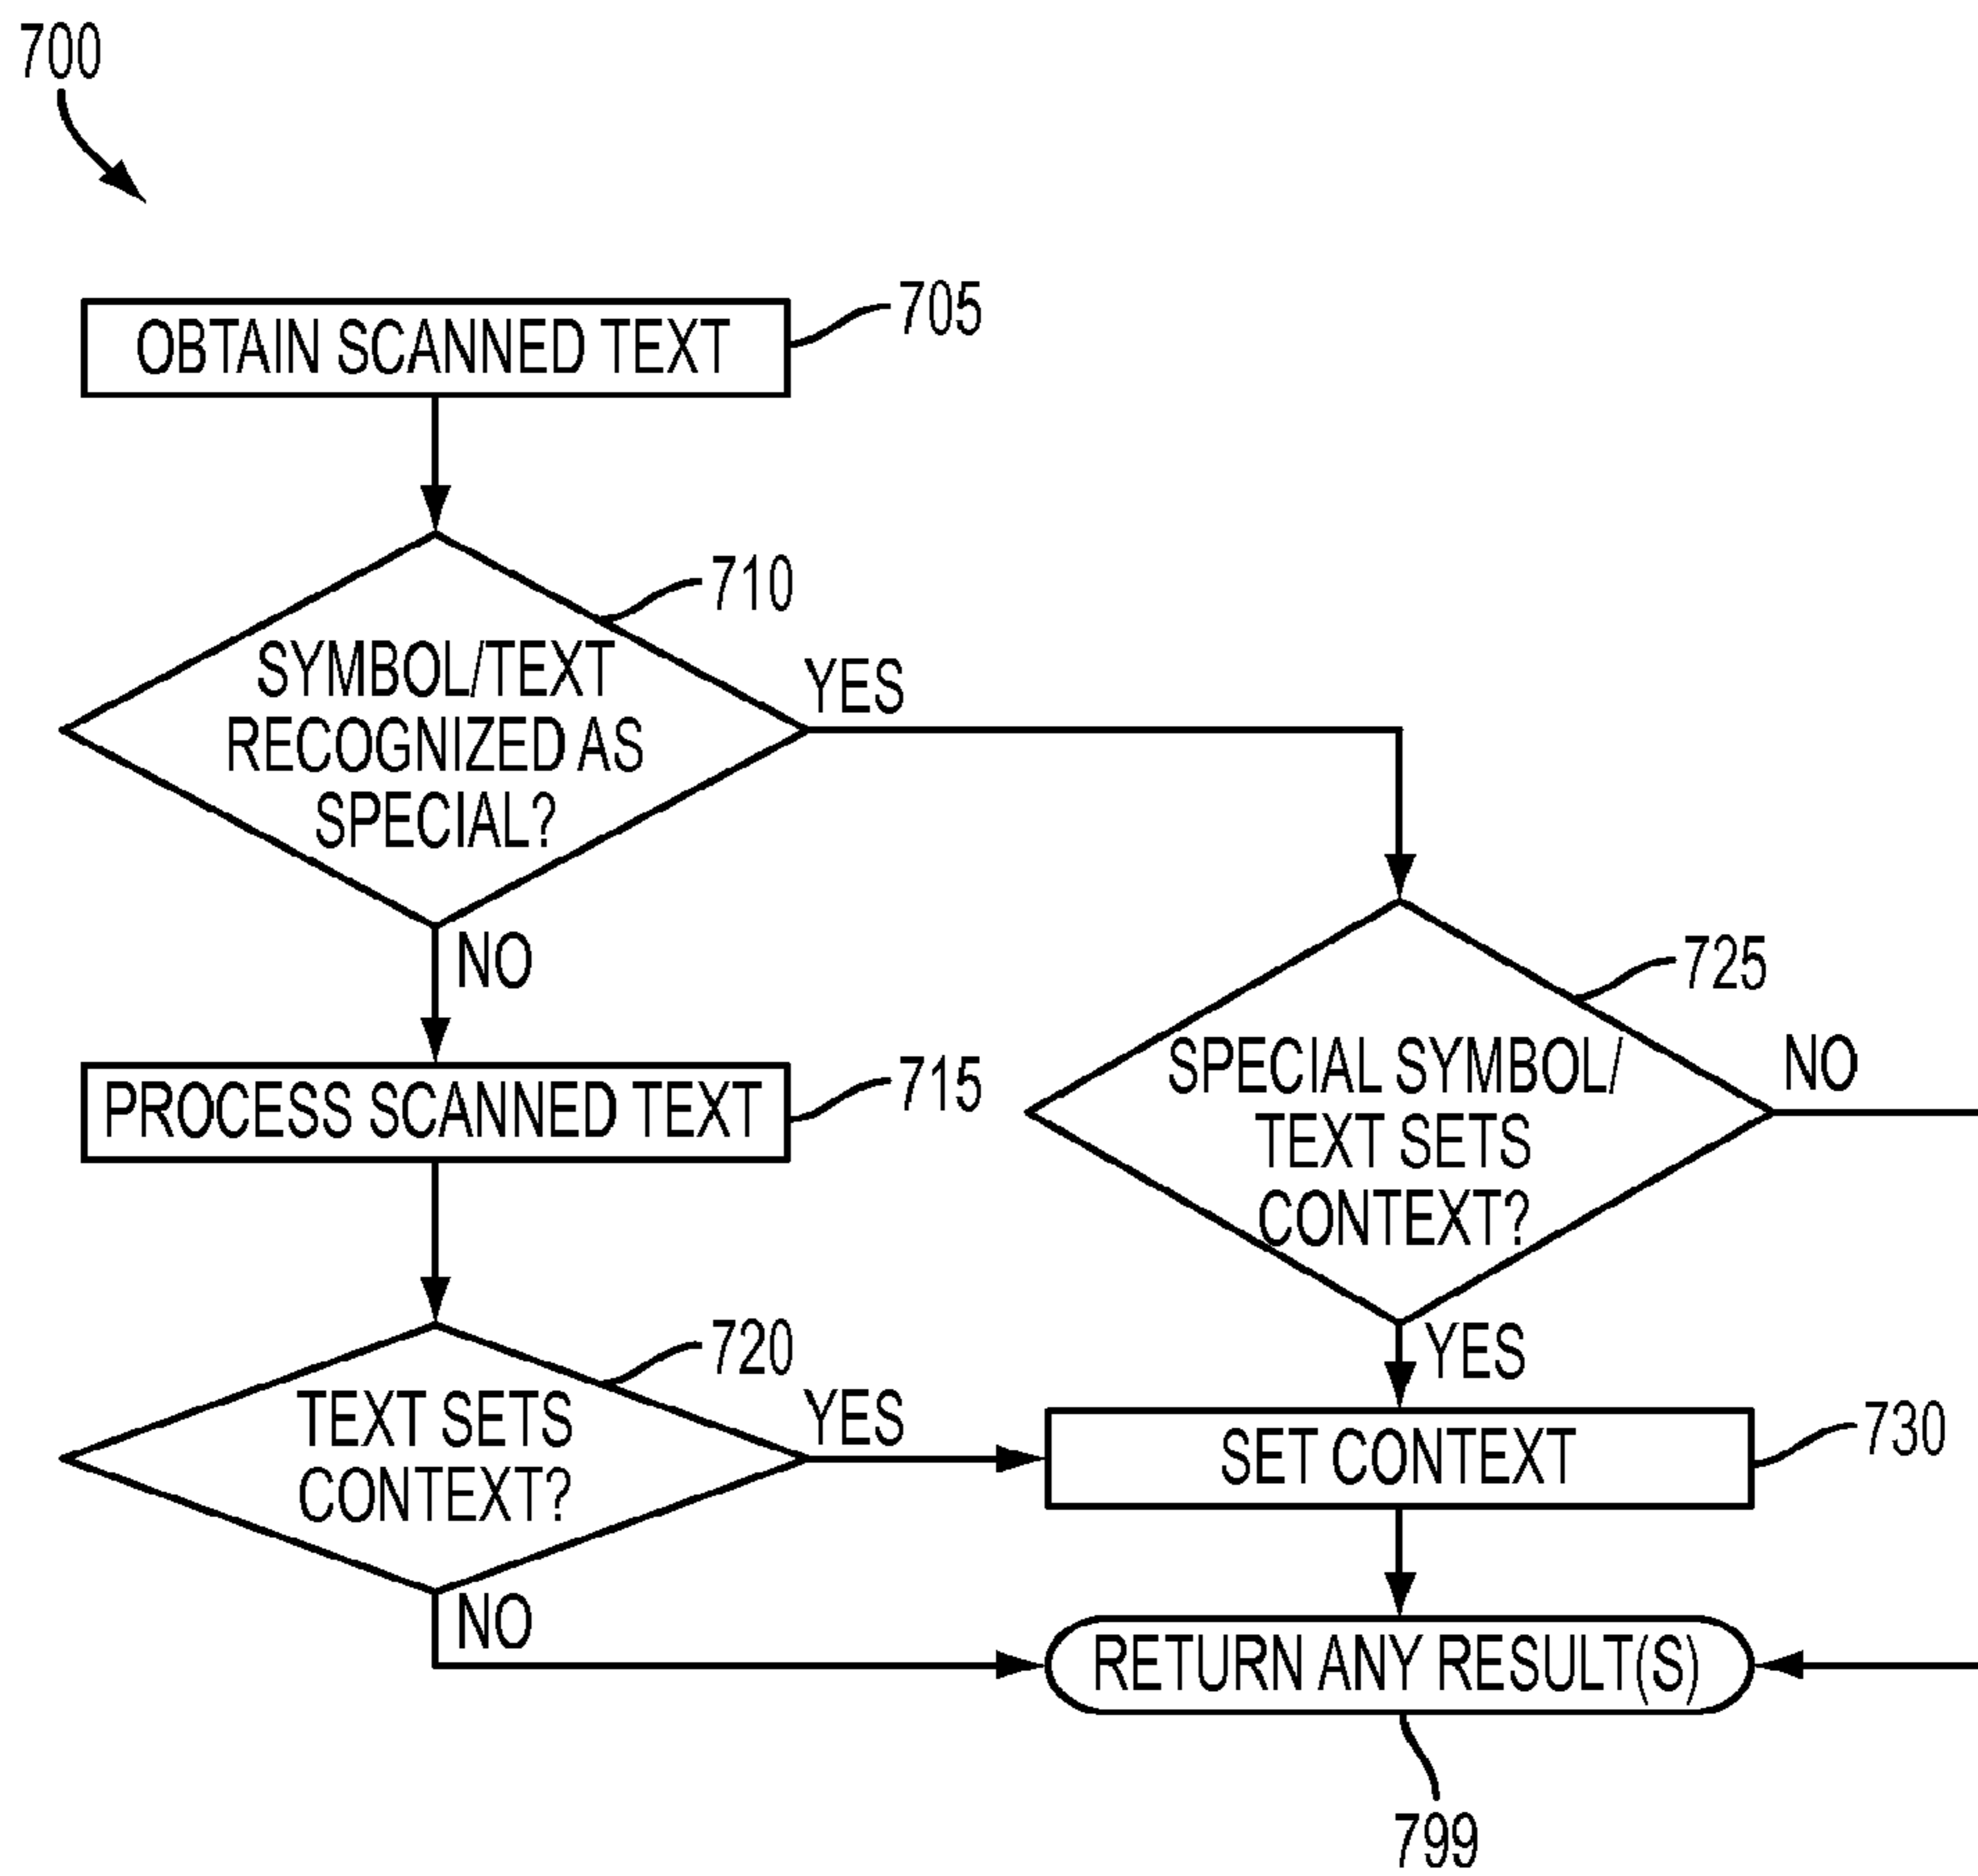 700
OBTAIN SCANNED TEXT
705
710
SYMBOL/TEXT
RECOGNIZED AS
SPECIAL?
YES
NO
725
SPECIAL SYMBOL/
TEXT SETS
CONTEXT?
NO
YES
PROCESS SCANNED TEXT
715
720
TEXT SETS
CONTEXT?
YES
NO
SET CONTEXT
730
RETURN ANY RESULT(S)
799